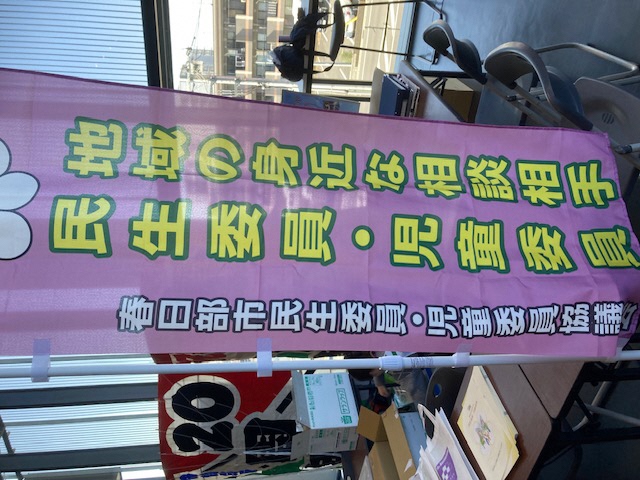 地域の身近な相談相手
民生委員・児童委員
春日部市民生委員・児童委員協議
20